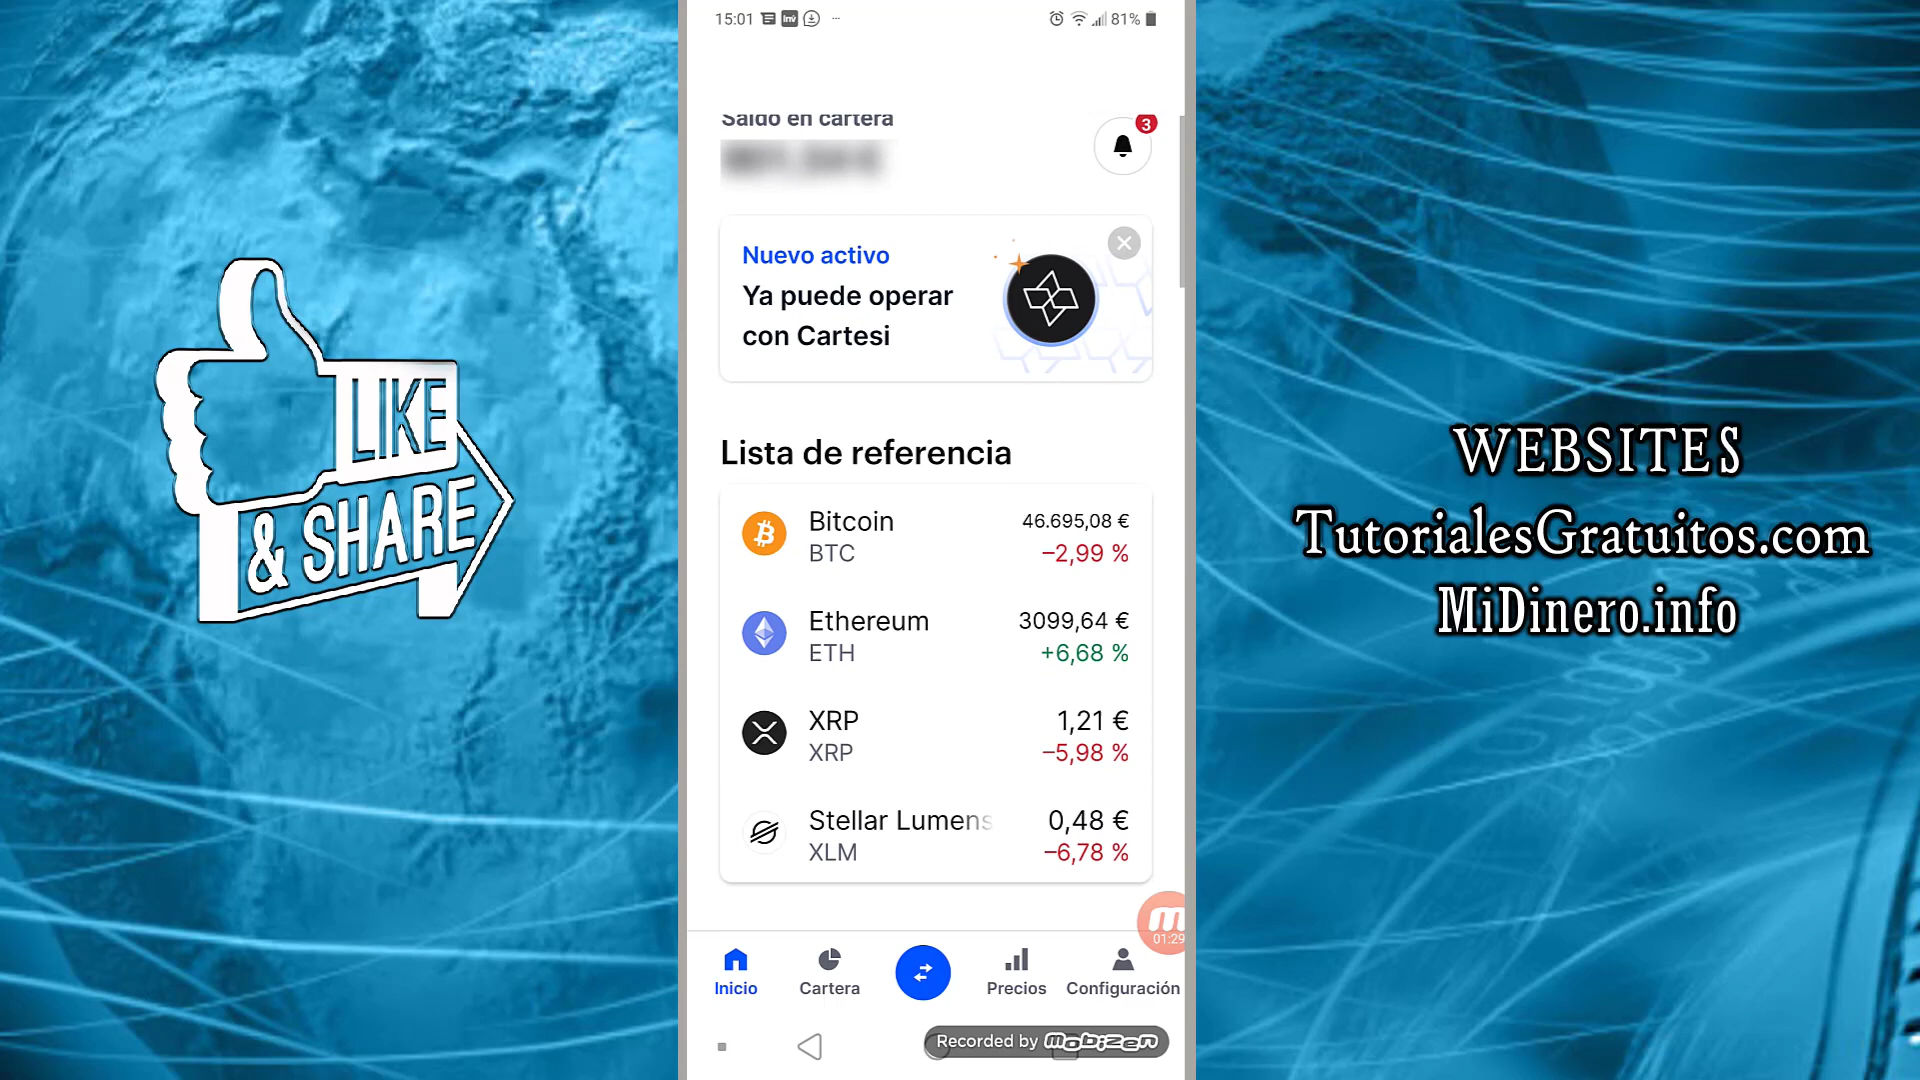 15:01
81%
Saldo en cartera
3
Nuevo activo
Ya puede operar
con Cartesi
Lista de referencia
Bitcoin 46.695,08 €
BTC −2,99 %
Ethereum 3099,64 €
ETH +6,68 %
XRP 1,21 €
XRP −5,98 %
Stellar Lumens 0,48 €
XLM −6,78 %
01:29
Inicio Cartera Precios Configuración
Recorded by mobizen
LIKE
& SHARE
WEBSITES
TutorialesGratuitos.com
MiDinero.info